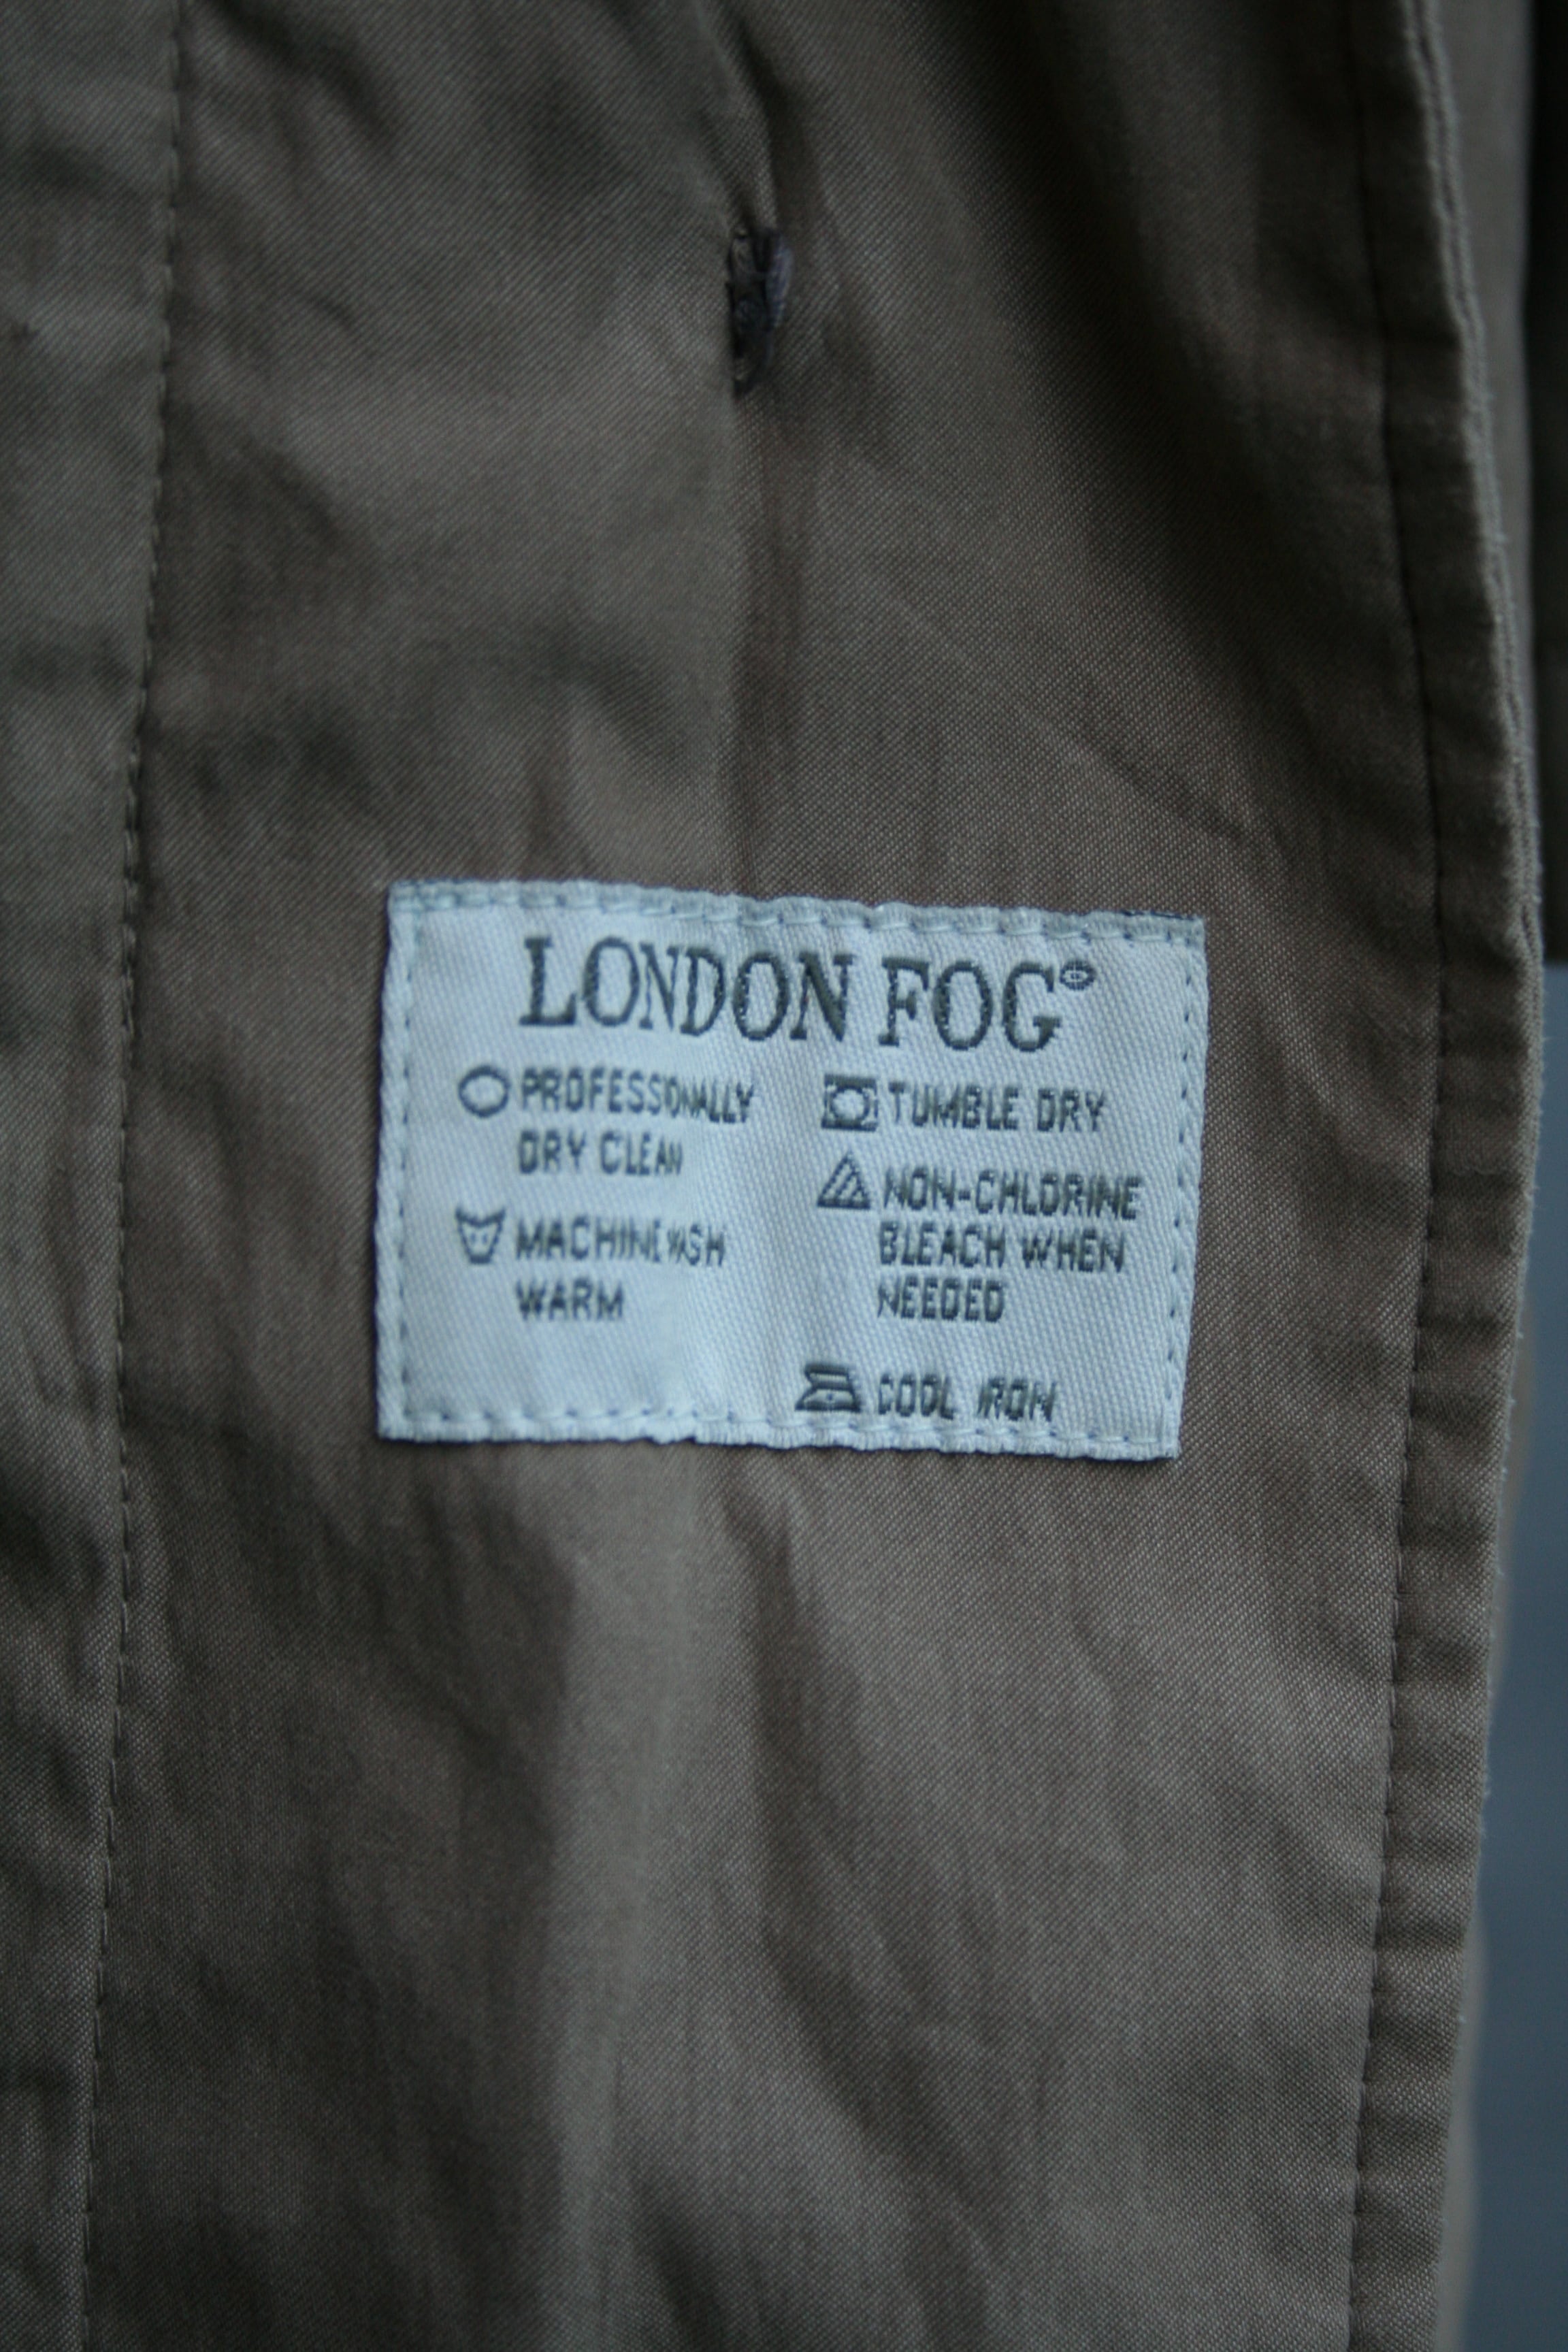 LONDON FOG®
PROFESSIONALLY
DRY CLEAN
MACHINE WASH
WARM
TUMBLE DRY
NON-CHLORINE
BLEACH WHEN
NEEDED
COOL IRON